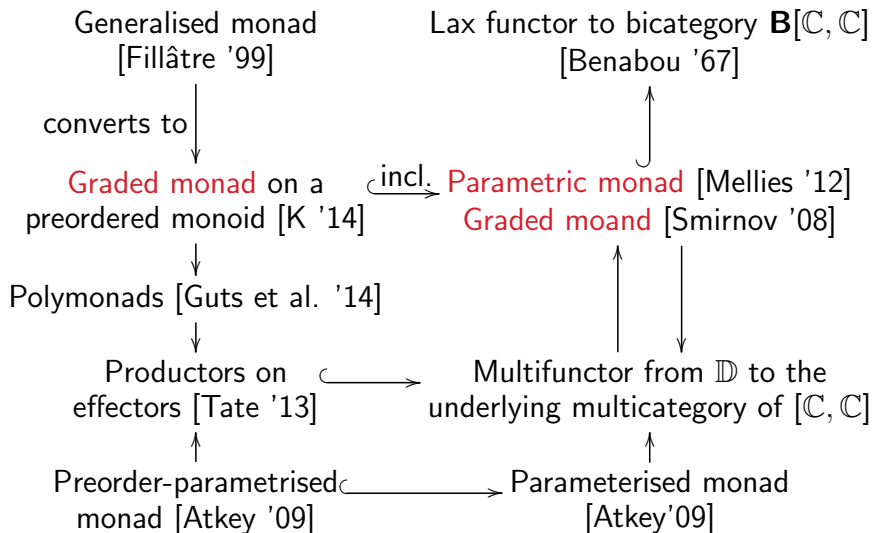 Generalised monad
[Fillâtre '99]
Lax functor to bicategory B[ℂ, ℂ]
[Benabou '67]
converts to
Graded monad on a
preordered monoid [K '14]
incl.
Parametric monad [Mellies '12]
Graded moand [Smirnov '08]
Polymonads [Guts et al. '14]
Productors on
effectors [Tate '13]
Multifunctor from 𝔻 to the
underlying multicategory of [ℂ, ℂ]
Preorder-parametrised
monad [Atkey '09]
Parameterised monad
[Atkey'09]